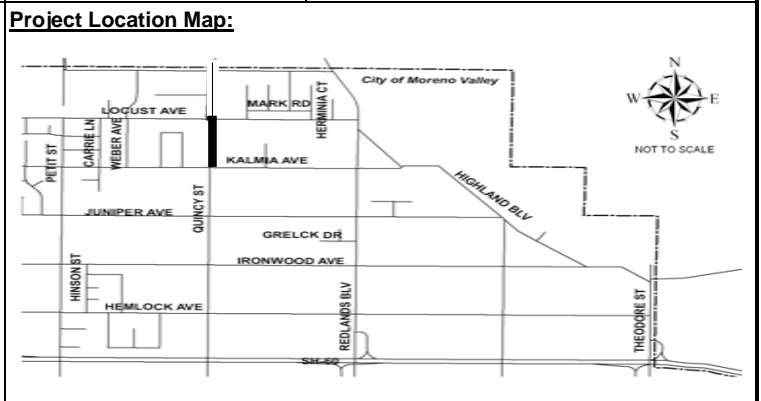 Project Location Map:
City of Moreno Valley
N
W E
S
NOT TO SCALE
LOCUST AVE
MARK RD
HERMINIA CT
PETIT ST
CARRIE LN
WEBER AVE
KALMIA AVE
HIGHLAND BLV
QUINCY ST
JUNIPER AVE
GRELCK DR
IRONWOOD AVE
HINSON ST
HEMLOCK AVE
REDLANDS BLV
THEODORE ST
SH-60